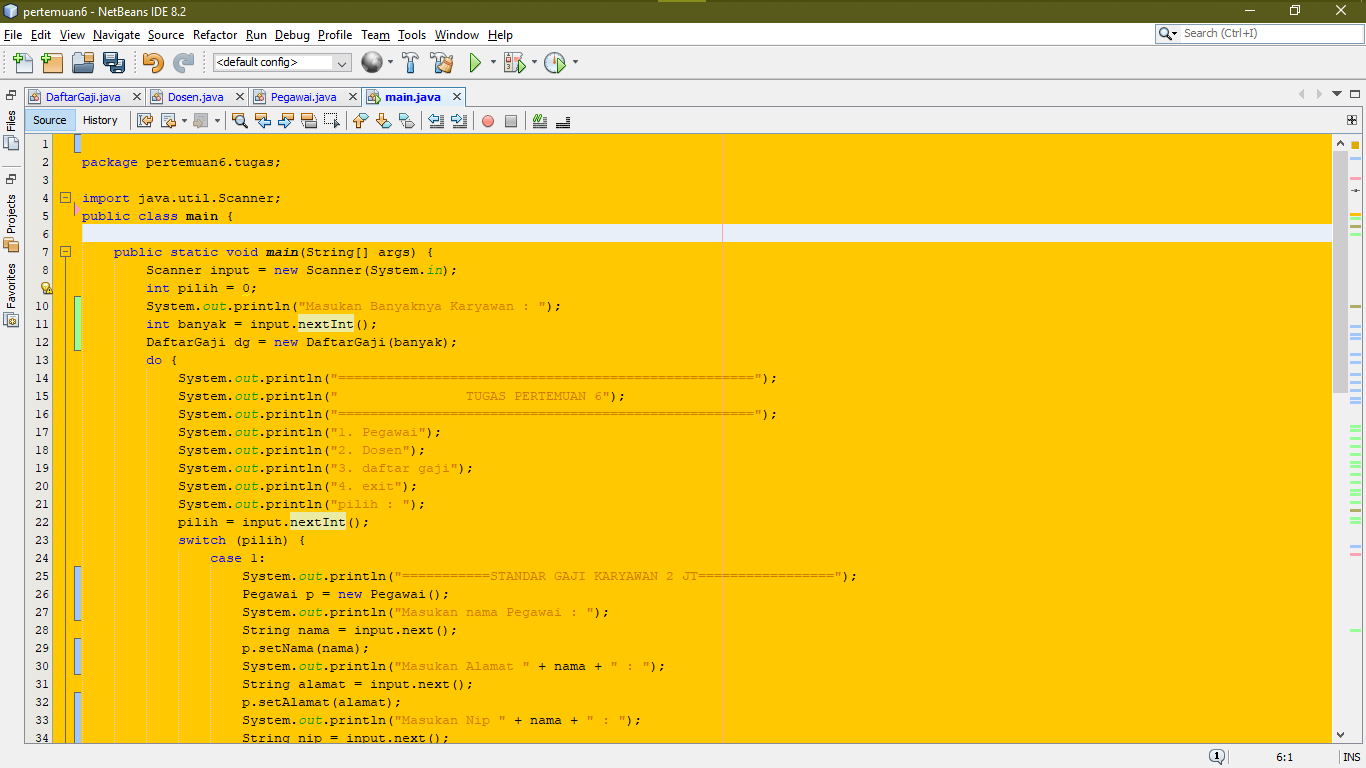 pertemuan6 - NetBeans IDE 8.2
File Edit View Navigate Source Refactor Run Debug Profile Team Tools Window Help
Search (Ctrl+I)
<default config>
DaftarGaji.java Dosen.java Pegawai.java main.java
Source History
Files
Projects
Favorites
1
2 package pertemuan6.tugas;
3
4 import java.util.Scanner;
5 public class main {
6
7 public static void main(String[] args) {
8 Scanner input = new Scanner(System.in);
int pilih = 0;
10 System.out.println("Masukan Banyaknya Karyawan : ");
11 int banyak = input.nextInt();
12 DaftarGaji dg = new DaftarGaji(banyak);
13 do {
14 System.out.println("====================================================");
15 System.out.println("                TUGAS PERTEMUAN 6");
16 System.out.println("====================================================");
17 System.out.println("1. Pegawai");
18 System.out.println("2. Dosen");
19 System.out.println("3. daftar gaji");
20 System.out.println("4. exit");
21 System.out.println("pilih : ");
22 pilih = input.nextInt();
23 switch (pilih) {
24 case 1:
25 System.out.println("===========STANDAR GAJI KARYAWAN 2 JT=================");
26 Pegawai p = new Pegawai();
27 System.out.println("Masukan nama Pegawai : ");
28 String nama = input.next();
29 p.setNama(nama);
30 System.out.println("Masukan Alamat " + nama + " : ");
31 String alamat = input.next();
32 p.setAlamat(alamat);
33 System.out.println("Masukan Nip " + nama + " : ");
34 String nip = input.next();
1
6:1
INS